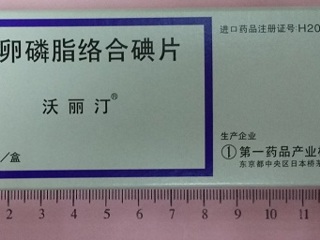 进口药品注册证号H20
卵磷脂络合碘片
沃丽汀®
/盒
生产企业
①第一药品产业
东京都中央区日本桥
2 3 4 5 6 7 8 9 10 11